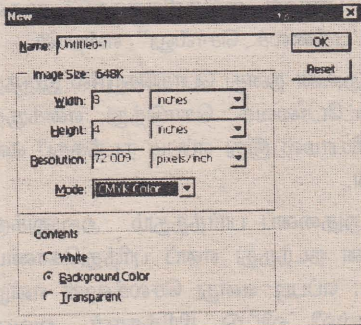 New
Name: Untitled-1
OK
Reset
Image Size: 648K
Width: 8 inches
Height: 4 inches
Resolution: 72.009 pixels/inch
Mode: CMYK Color
Contents
White
Background Color
Transparent